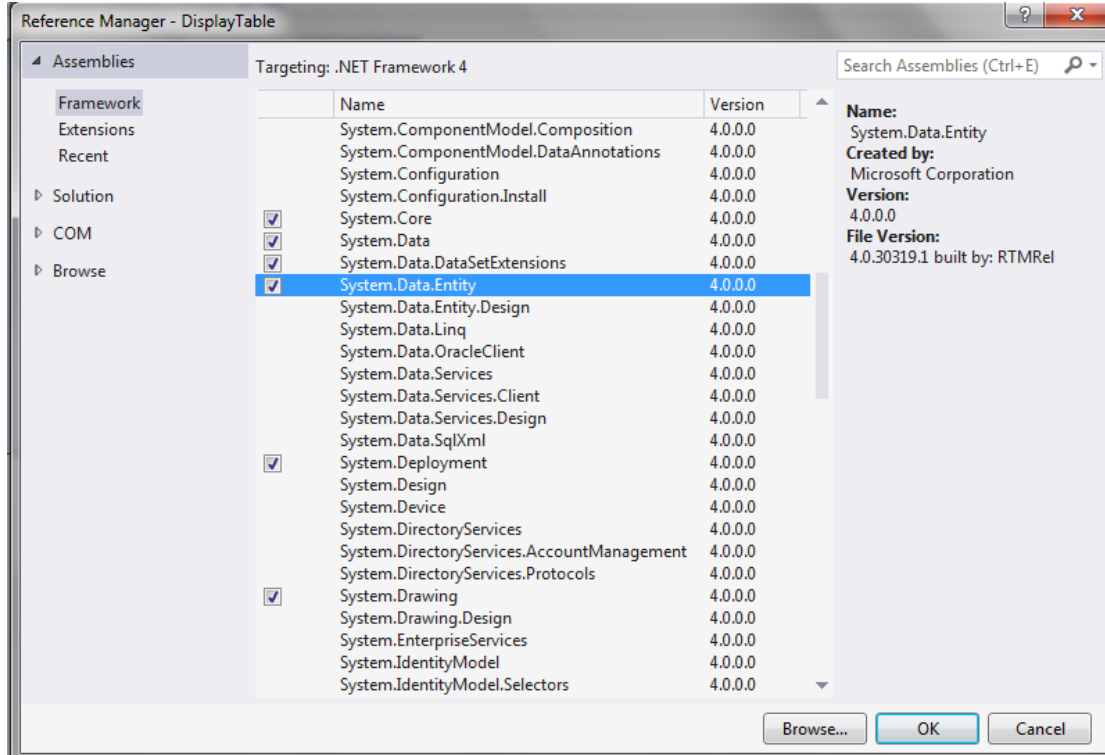 Reference Manager - DisplayTable
Assemblies
Framework
Extensions
Recent
Solution
COM
Browse
Targeting: .NET Framework 4
Name Version
System.ComponentModel.Composition 4.0.0.0
System.ComponentModel.DataAnnotations 4.0.0.0
System.Configuration 4.0.0.0
System.Configuration.Install 4.0.0.0
System.Core 4.0.0.0
System.Data 4.0.0.0
System.Data.DataSetExtensions 4.0.0.0
System.Data.Entity 4.0.0.0
System.Data.Entity.Design 4.0.0.0
System.Data.Linq 4.0.0.0
System.Data.OracleClient 4.0.0.0
System.Data.Services 4.0.0.0
System.Data.Services.Client 4.0.0.0
System.Data.Services.Design 4.0.0.0
System.Data.SqlXml 4.0.0.0
System.Deployment 4.0.0.0
System.Design 4.0.0.0
System.Device 4.0.0.0
System.DirectoryServices 4.0.0.0
System.DirectoryServices.AccountManagement 4.0.0.0
System.DirectoryServices.Protocols 4.0.0.0
System.Drawing 4.0.0.0
System.Drawing.Design 4.0.0.0
System.EnterpriseServices 4.0.0.0
System.IdentityModel 4.0.0.0
System.IdentityModel.Selectors 4.0.0.0
Search Assemblies (Ctrl+E)
Name:
System.Data.Entity
Created by:
Microsoft Corporation
Version:
4.0.0.0
File Version:
4.0.30319.1 built by: RTMRel
Browse... OK Cancel